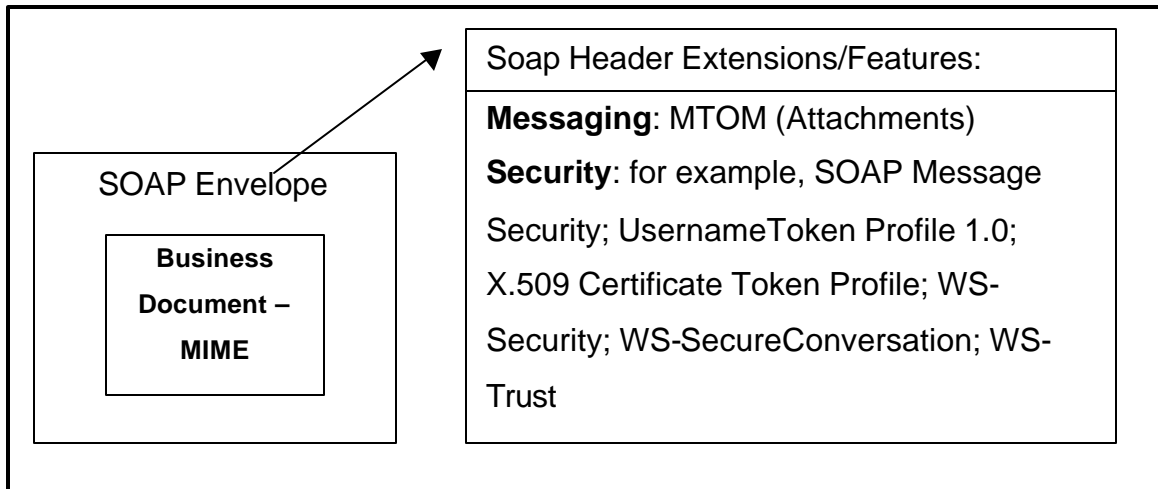 SOAP Envelope
Business
Document –
MIME
Soap Header Extensions/Features:
Messaging: MTOM (Attachments)
Security: for example, SOAP Message
Security; UsernameToken Profile 1.0;
X.509 Certificate Token Profile; WS-
Security; WS-SecureConversation; WS-
Trust